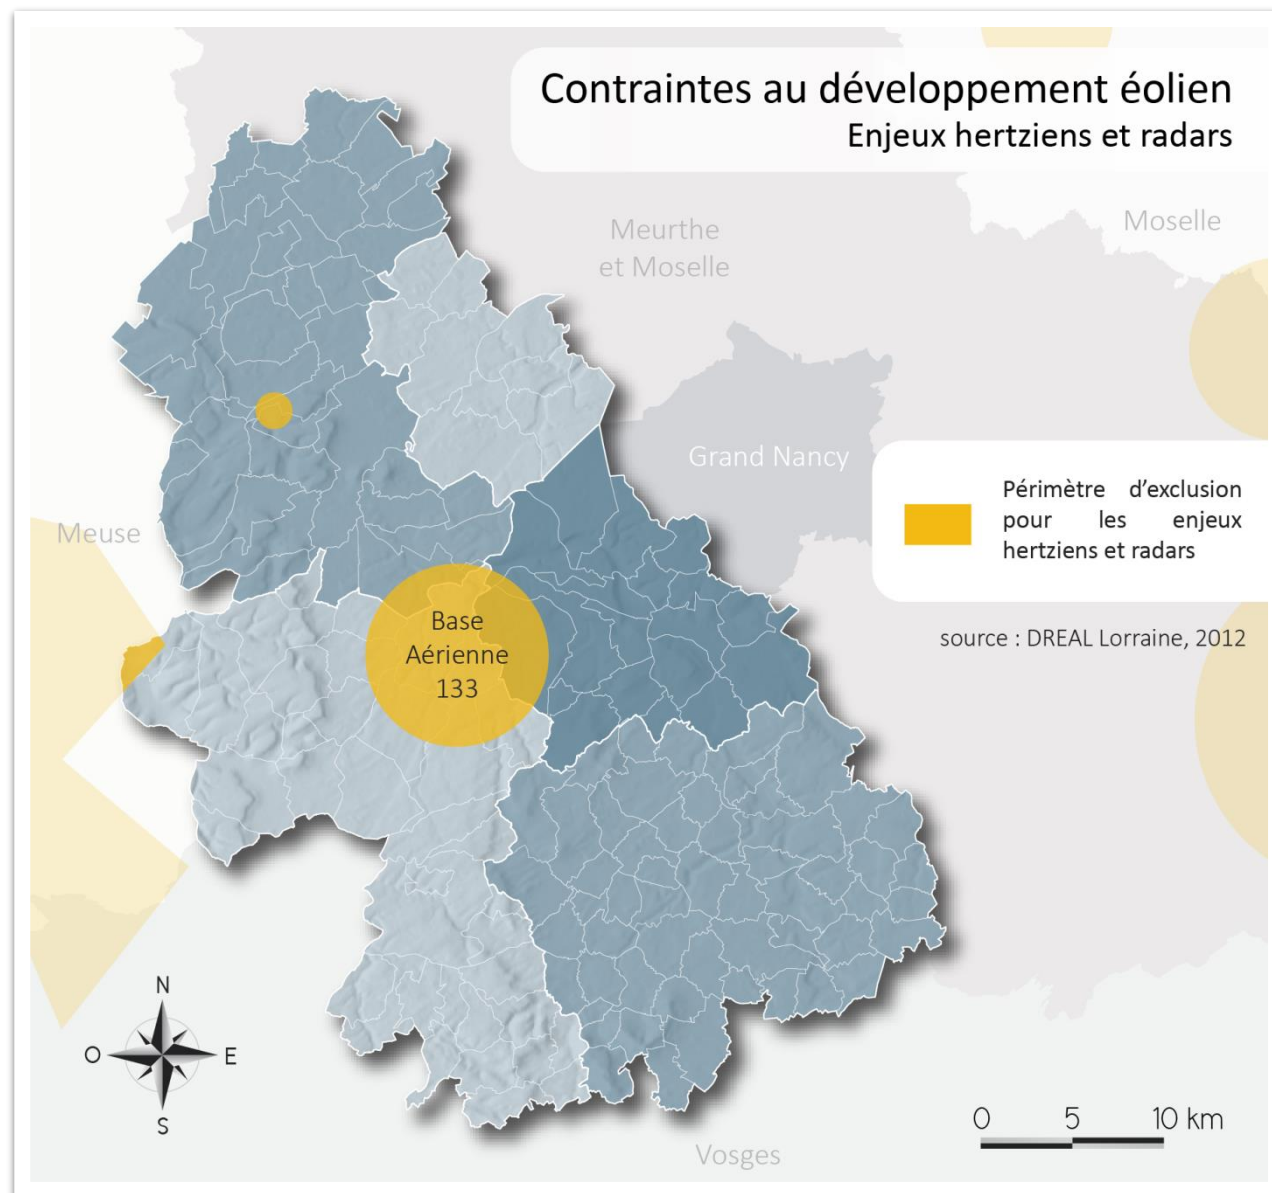 Contraintes au développement éolien
Enjeux hertziens et radars
Meurthe
et Moselle
Moselle
Grand Nancy
Meuse
Périmètre d’exclusion
pour les enjeux
hertziens et radars
Base
Aérienne
133
source : DREAL Lorraine, 2012
N
O
E
S
0 5 10 km
Vosges